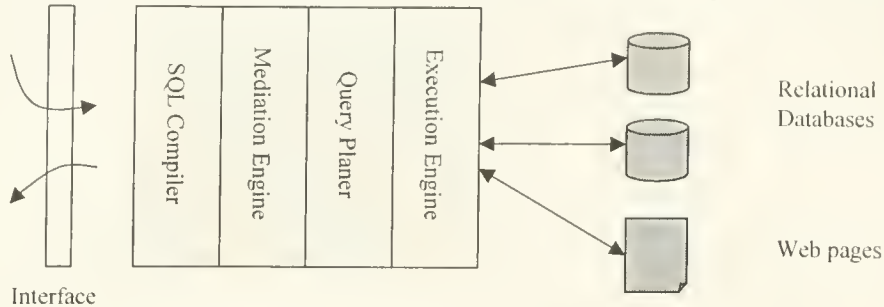 SQL Compiler
Mediation Engine
Query Planer
Execution Engine
Relational
Databases
Web pages
Interface